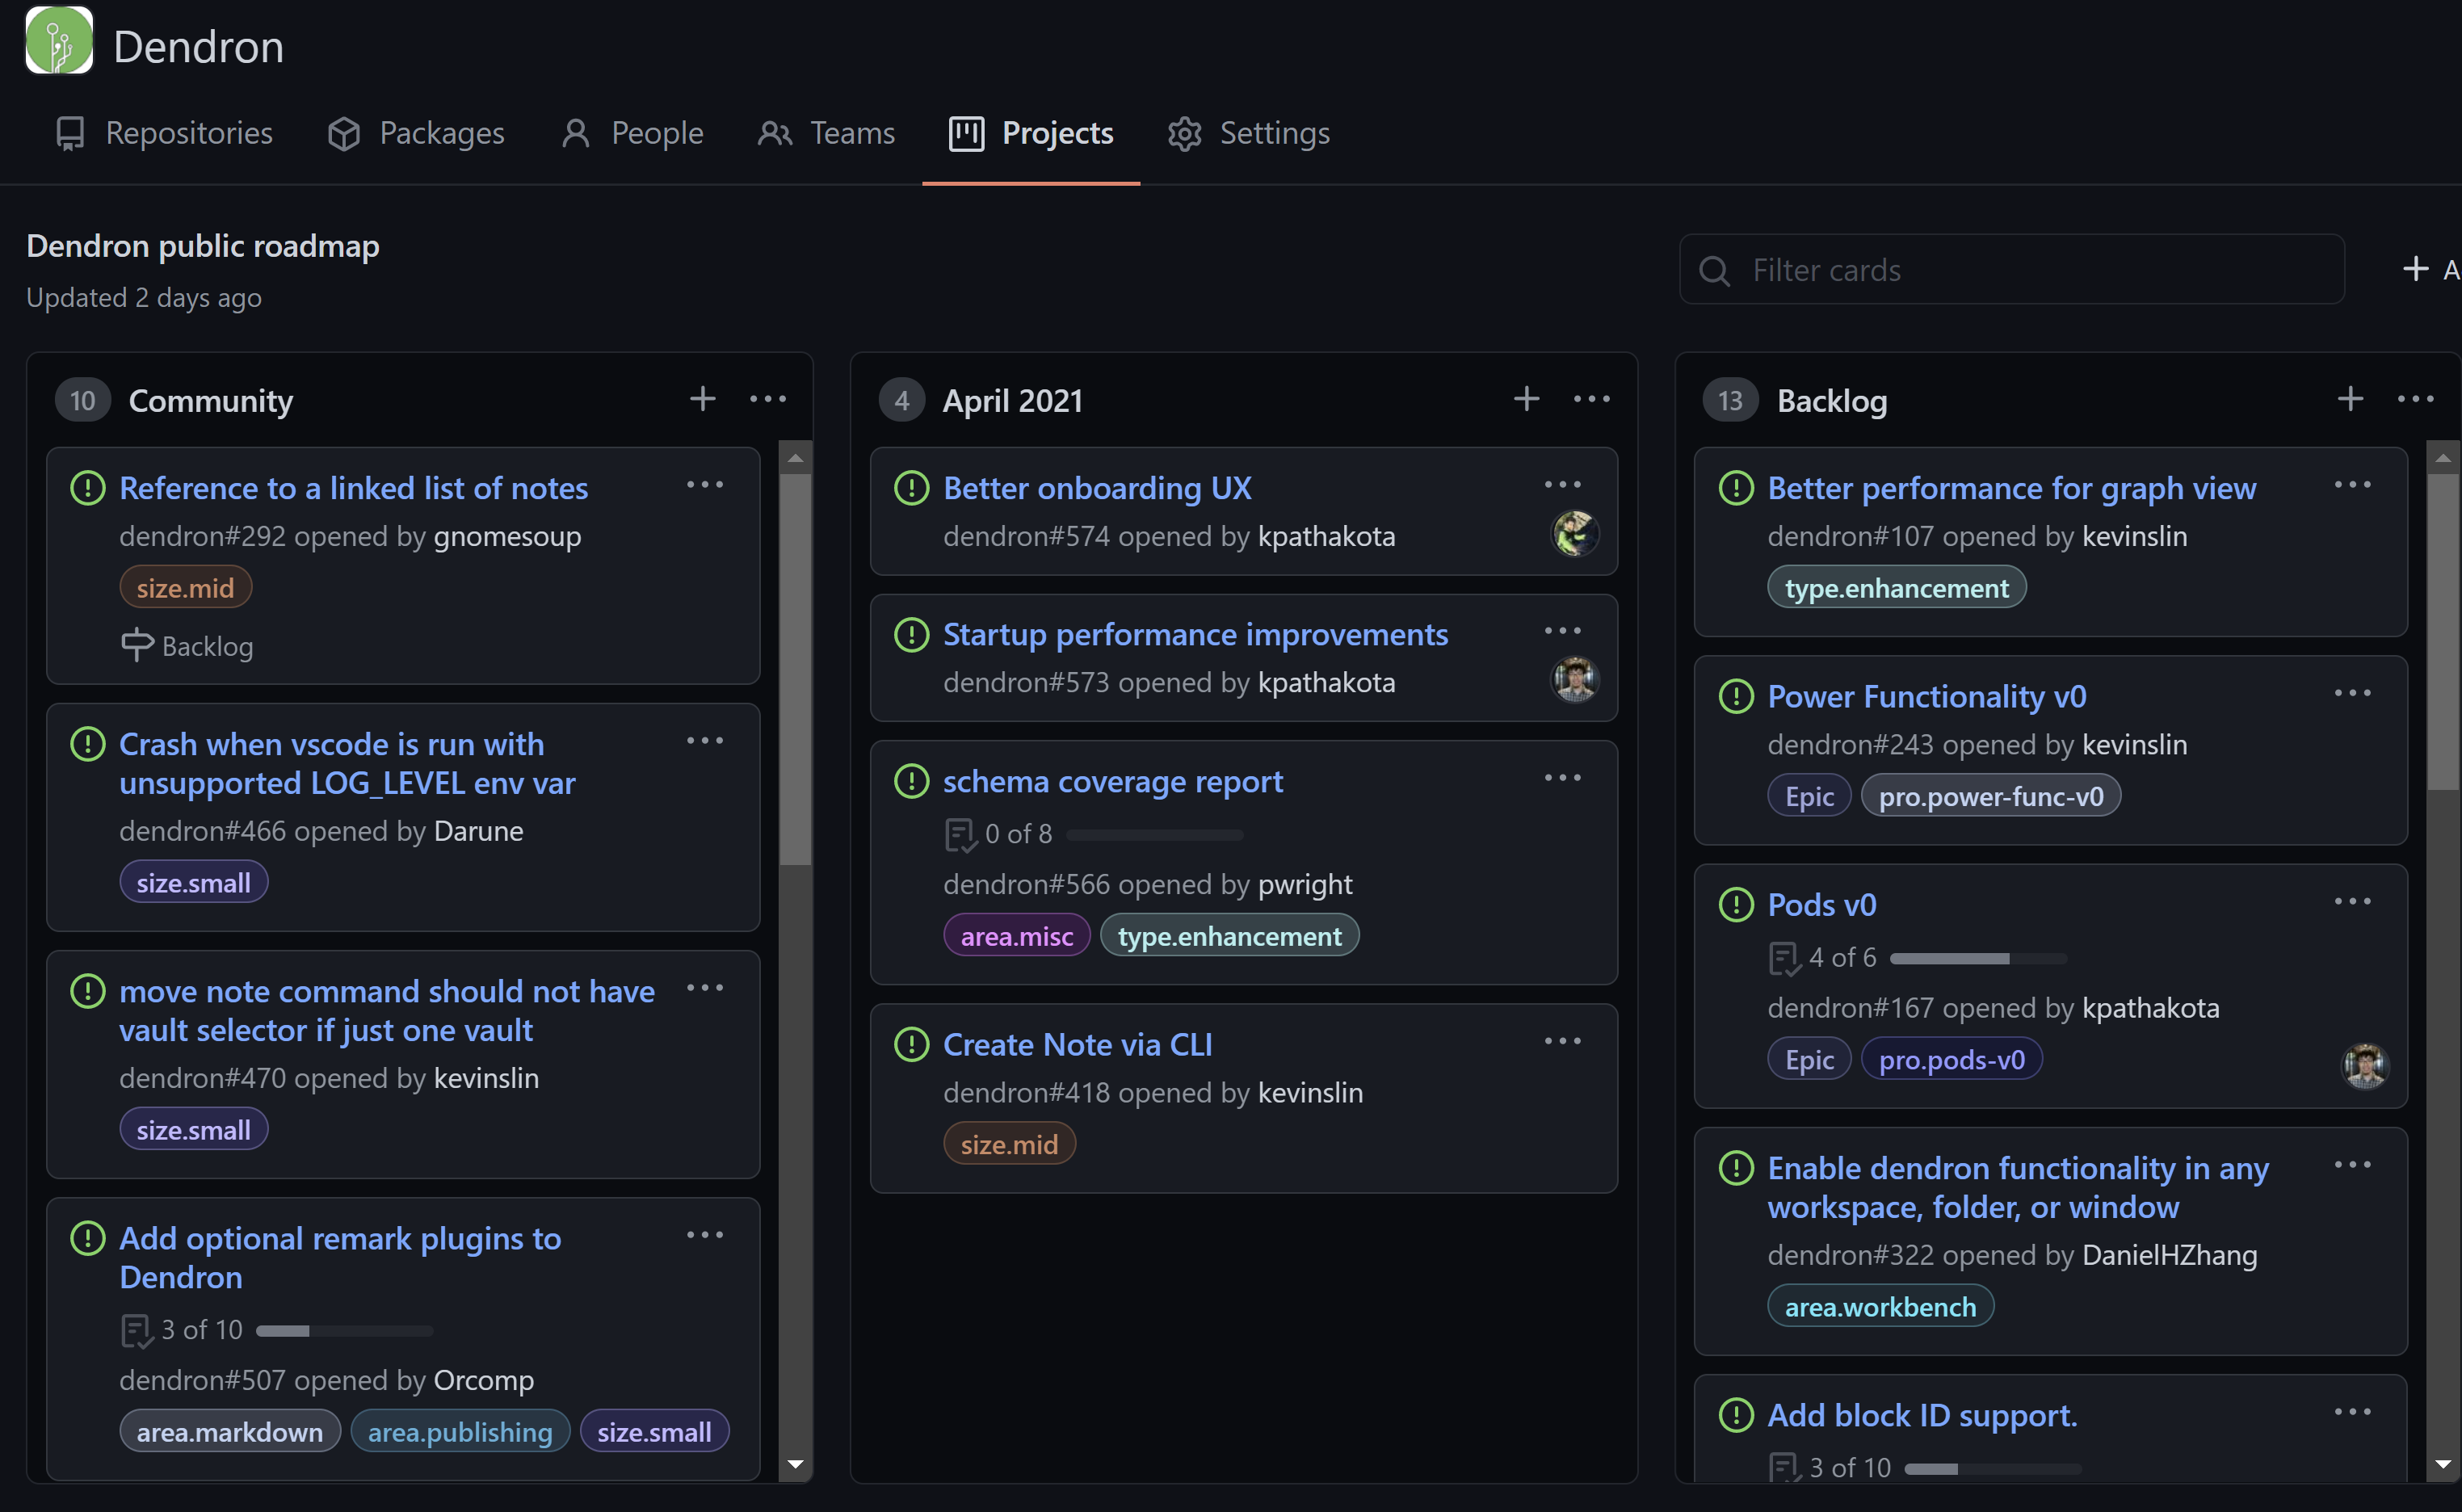 Dendron
Repositories
Packages
People
Teams
Projects
Settings
Dendron public roadmap
Updated 2 days ago
Filter cards
10 Community
Reference to a linked list of notes
dendron#292 opened by gnomesoup
size.mid
Backlog
Crash when vscode is run with
unsupported LOG_LEVEL env var
dendron#466 opened by Darune
size.small
move note command should not have
vault selector if just one vault
dendron#470 opened by kevinslin
size.small
Add optional remark plugins to
Dendron
3 of 10
dendron#507 opened by Orcomp
area.markdown area.publishing size.small
4 April 2021
Better onboarding UX
dendron#574 opened by kpathakota
Startup performance improvements
dendron#573 opened by kpathakota
schema coverage report
0 of 8
dendron#566 opened by pwright
area.misc type.enhancement
Create Note via CLI
dendron#418 opened by kevinslin
size.mid
13 Backlog
Better performance for graph view
dendron#107 opened by kevinslin
type.enhancement
Power Functionality v0
dendron#243 opened by kevinslin
Epic pro.power-func-v0
Pods v0
4 of 6
dendron#167 opened by kpathakota
Epic pro.pods-v0
Enable dendron functionality in any
workspace, folder, or window
dendron#322 opened by DanielHZhang
area.workbench
Add block ID support.
3 of 10